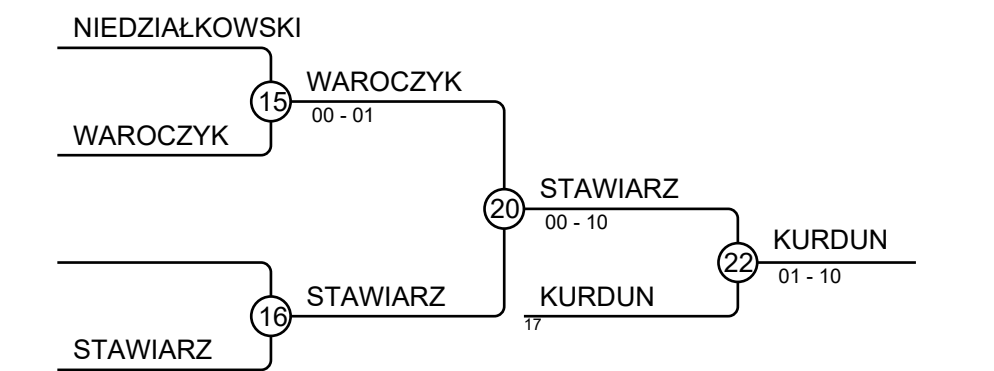 NIEDZIAŁKOWSKI
15
WAROCZYK
00 - 01
WAROCZYK
20
STAWIARZ
00 - 10
22
KURDUN
01 - 10
16
STAWIARZ
KURDUN
17
STAWIARZ